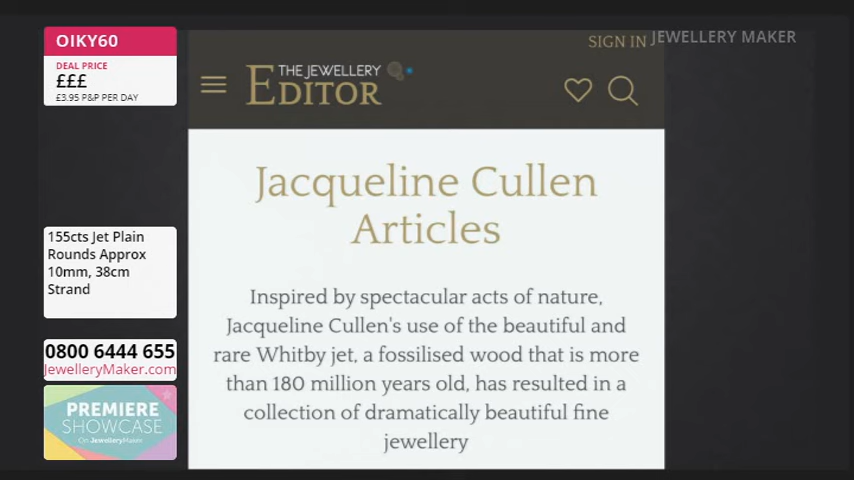 OIKY60
DEAL PRICE
£££
£3.95 P&P PER DAY
155cts Jet Plain
Rounds Approx
10mm, 38cm
Strand
0800 6444 655
JewelleryMaker.com
PREMIERE
SHOWCASE
On JewelleryMaker
SIGN IN
JEWELLERY MAKER
THE JEWELLERY
EDITOR
Jacqueline Cullen
Articles
Inspired by spectacular acts of nature,
Jacqueline Cullen's use of the beautiful and
rare Whitby jet, a fossilised wood that is more
than 180 million years old, has resulted in a
collection of dramatically beautiful fine
jewellery